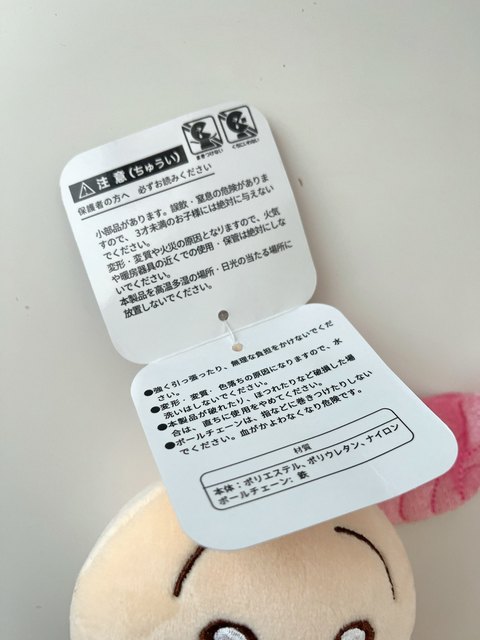 ⚠注意(ちゅうい)
まきつけない
くちにいれない
保護者の方へ 必ずお読みください
小部品があります。誤飲・窒息の危険がありま
すので、3才未満のお子様には絶対に与えない
でください。
変形・変質や火災の原因となりますので、火気
や暖房器具の近くでの使用・保管は絶対にしな
いでください。
本製品を高温多湿の場所・日光の当たる場所に
放置しないでください。
●強く引っ張ったり、無理な負担をかけないでくだ
さい。
●変形・変質、色落ちの原因になりますので、水
洗いはしないでください。
●本製品が破れたり、ほつれたりなど破損した場
合は、直ちに使用をやめてください。
●ボールチェーンは、指などに巻きつけたりしない
でください。血がかよわなくなり危険です。
材質
本体:ポリエステル、ポリウレタン、ナイロン
ボールチェーン:鉄